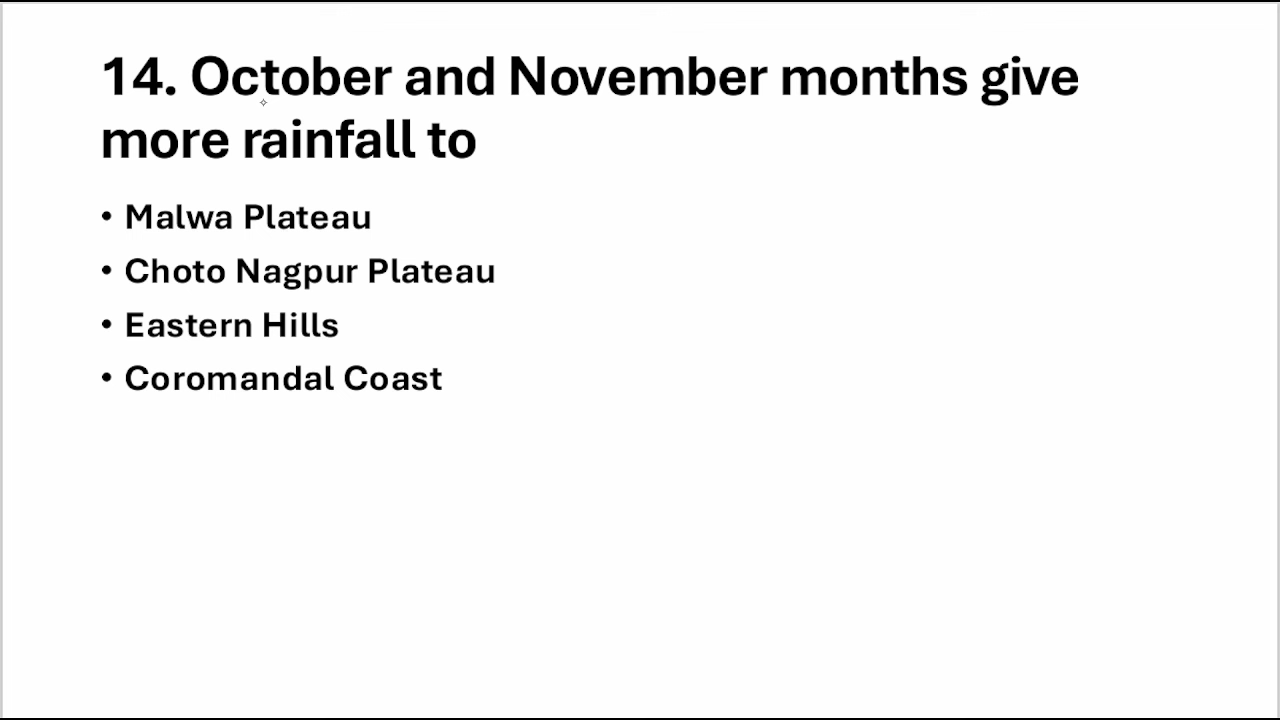 14. October and November months give
more rainfall to
• Malwa Plateau
• Choto Nagpur Plateau
• Eastern Hills
• Coromandal Coast